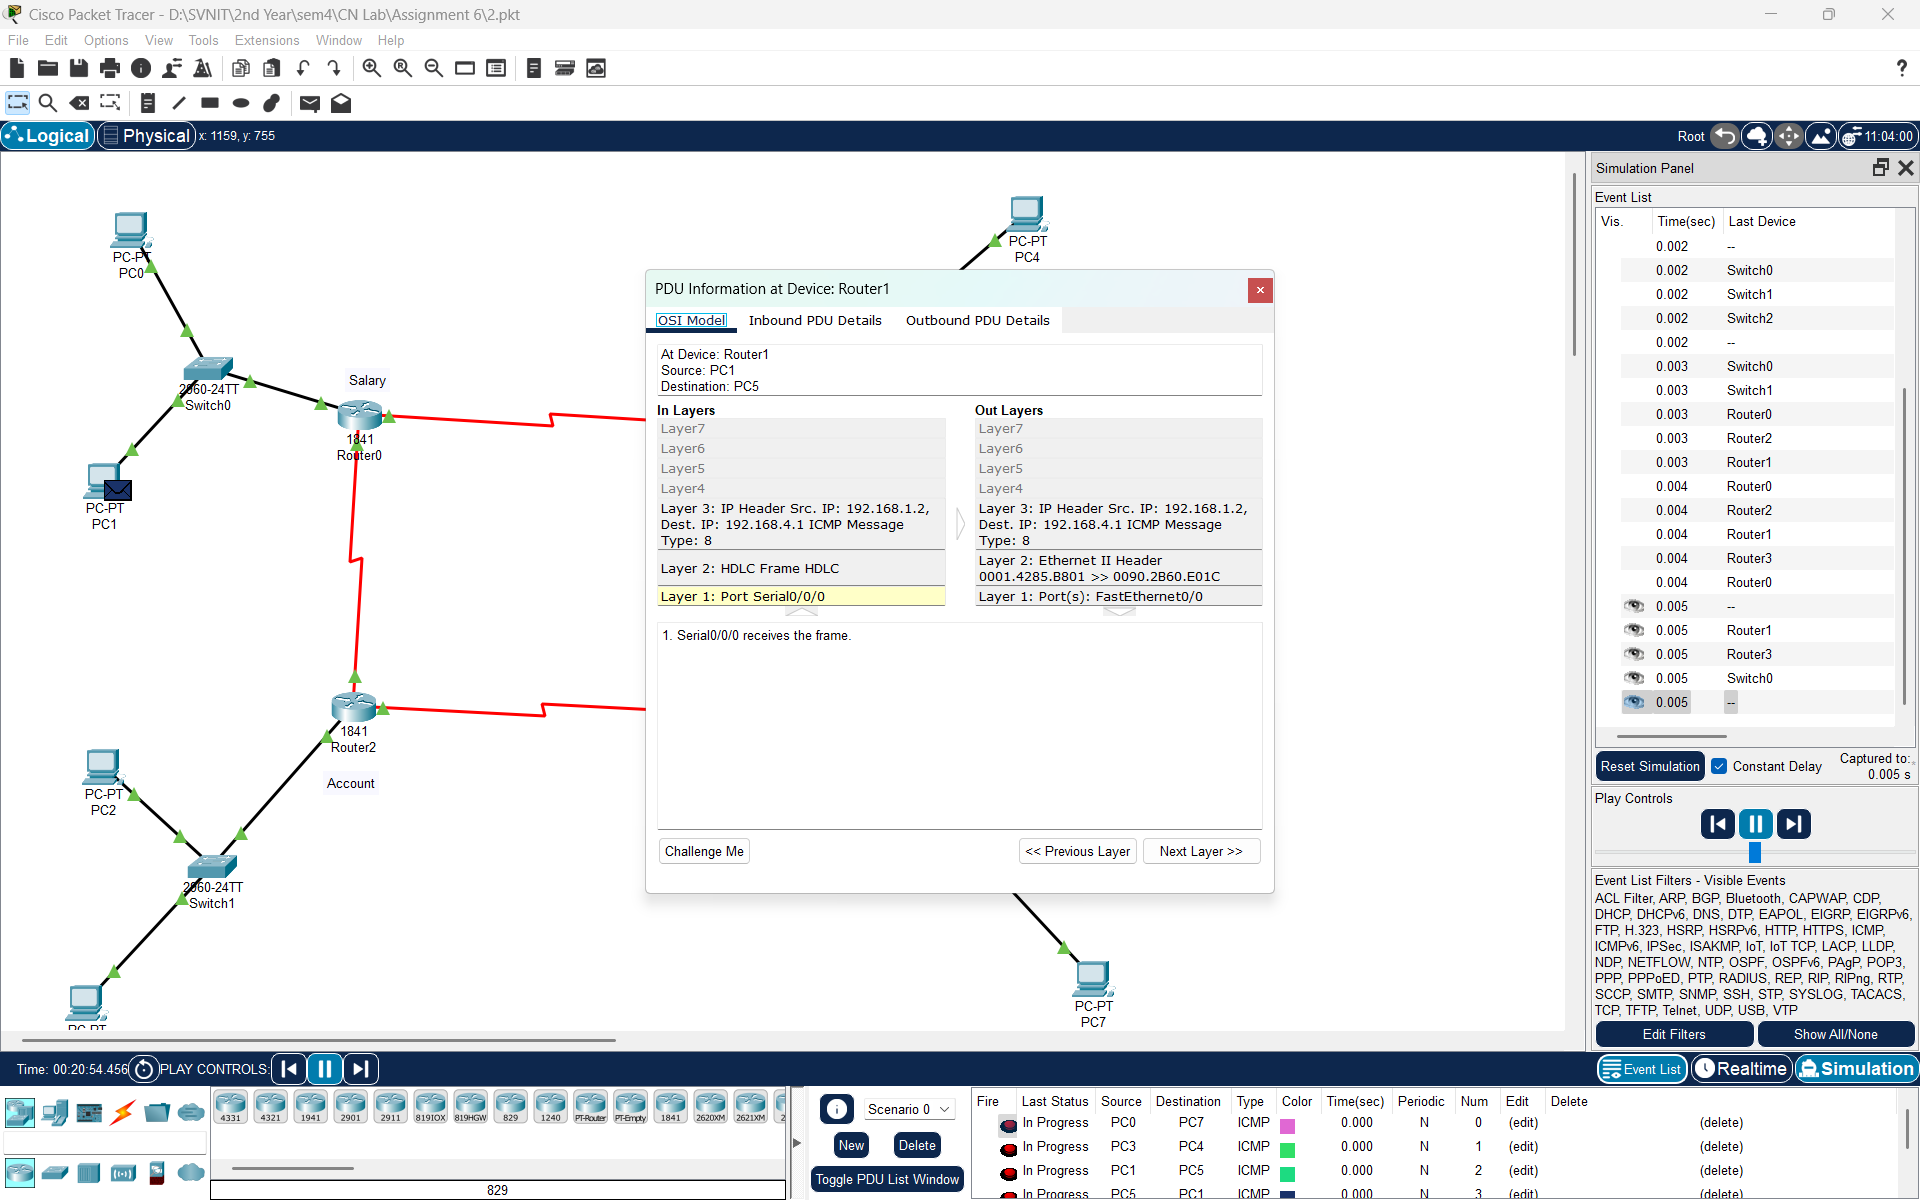 Cisco Packet Tracer - D:\SVNIT\2nd Year\sem4\CN Lab\Assignment 6\2.pkt
File Edit Options View Tools Extensions Window Help
?
Logical Physical x: 1159, y: 755 Root 11:04:00
PC-PT
PC0
2960-24TT
Switch0
PC-PT
PC1
Salary
1841
Router0
1841
Router2
Account
PC-PT
PC2
2960-24TT
Switch1
PC-PT
PC-PT
PC4
PC-PT
PC7
PDU Information at Device: Router1
OSI Model Inbound PDU Details Outbound PDU Details
At Device: Router1
Source: PC1
Destination: PC5
In Layers
Layer7
Layer6
Layer5
Layer4
Layer 3: IP Header Src. IP: 192.168.1.2,
Dest. IP: 192.168.4.1 ICMP Message
Type: 8
Layer 2: HDLC Frame HDLC
Layer 1: Port Serial0/0/0
Out Layers
Layer7
Layer6
Layer5
Layer4
Layer 3: IP Header Src. IP: 192.168.1.2,
Dest. IP: 192.168.4.1 ICMP Message
Type: 8
Layer 2: Ethernet II Header
0001.4285.B801 >> 0090.2B60.E01C
Layer 1: Port(s): FastEthernet0/0
1. Serial0/0/0 receives the frame.
Challenge Me << Previous Layer Next Layer >>
Simulation Panel
Event List
Vis. Time(sec) Last Device
0.002 --
0.002 Switch0
0.002 Switch1
0.002 Switch2
0.002 --
0.003 Switch0
0.003 Switch1
0.003 Router0
0.003 Router2
0.003 Router1
0.004 Router0
0.004 Router2
0.004 Router1
0.004 Router3
0.004 Router0
0.005 --
0.005 Router1
0.005 Router3
0.005 Switch0
0.005 --
Reset Simulation Constant Delay Captured to:
0.005 s
Play Controls
Event List Filters - Visible Events
ACL Filter, ARP, BGP, Bluetooth, CAPWAP, CDP,
DHCP, DHCPv6, DNS, DTP, EAPOL, EIGRP, EIGRPv6,
FTP, H.323, HSRP, HSRPv6, HTTP, HTTPS, ICMP,
ICMPv6, IPSec, ISAKMP, IoT, IoT TCP, LACP, LLDP,
NDP, NETFLOW, NTP, OSPF, OSPFv6, PAgP, POP3,
PPP, PPPoED, PTP, RADIUS, REP, RIP, RIPng, RTP,
SCCP, SMTP, SNMP, SSH, STP, SYSLOG, TACACS,
TCP, TFTP, Telnet, UDP, USB, VTP
Edit Filters Show All/None
Time: 00:20:54.456 PLAY CONTROLS: Event List Realtime Simulation
4331 4321 1941 2901 2911 819IOX 819HGW 829 1240 PT-Router PT-Empty 1841 2620XM 2621XM 2
829
Scenario 0
New Delete
Toggle PDU List Window
Fire Last Status Source Destination Type Color Time(sec) Periodic Num Edit Delete
In Progress PC0 PC7 ICMP 0.000 N 0 (edit) (delete)
In Progress PC3 PC4 ICMP 0.000 N 1 (edit) (delete)
In Progress PC1 PC5 ICMP 0.000 N 2 (edit) (delete)
In Progress PC5 PC1 ICMP 0.000 N 3 (edit) (delete)